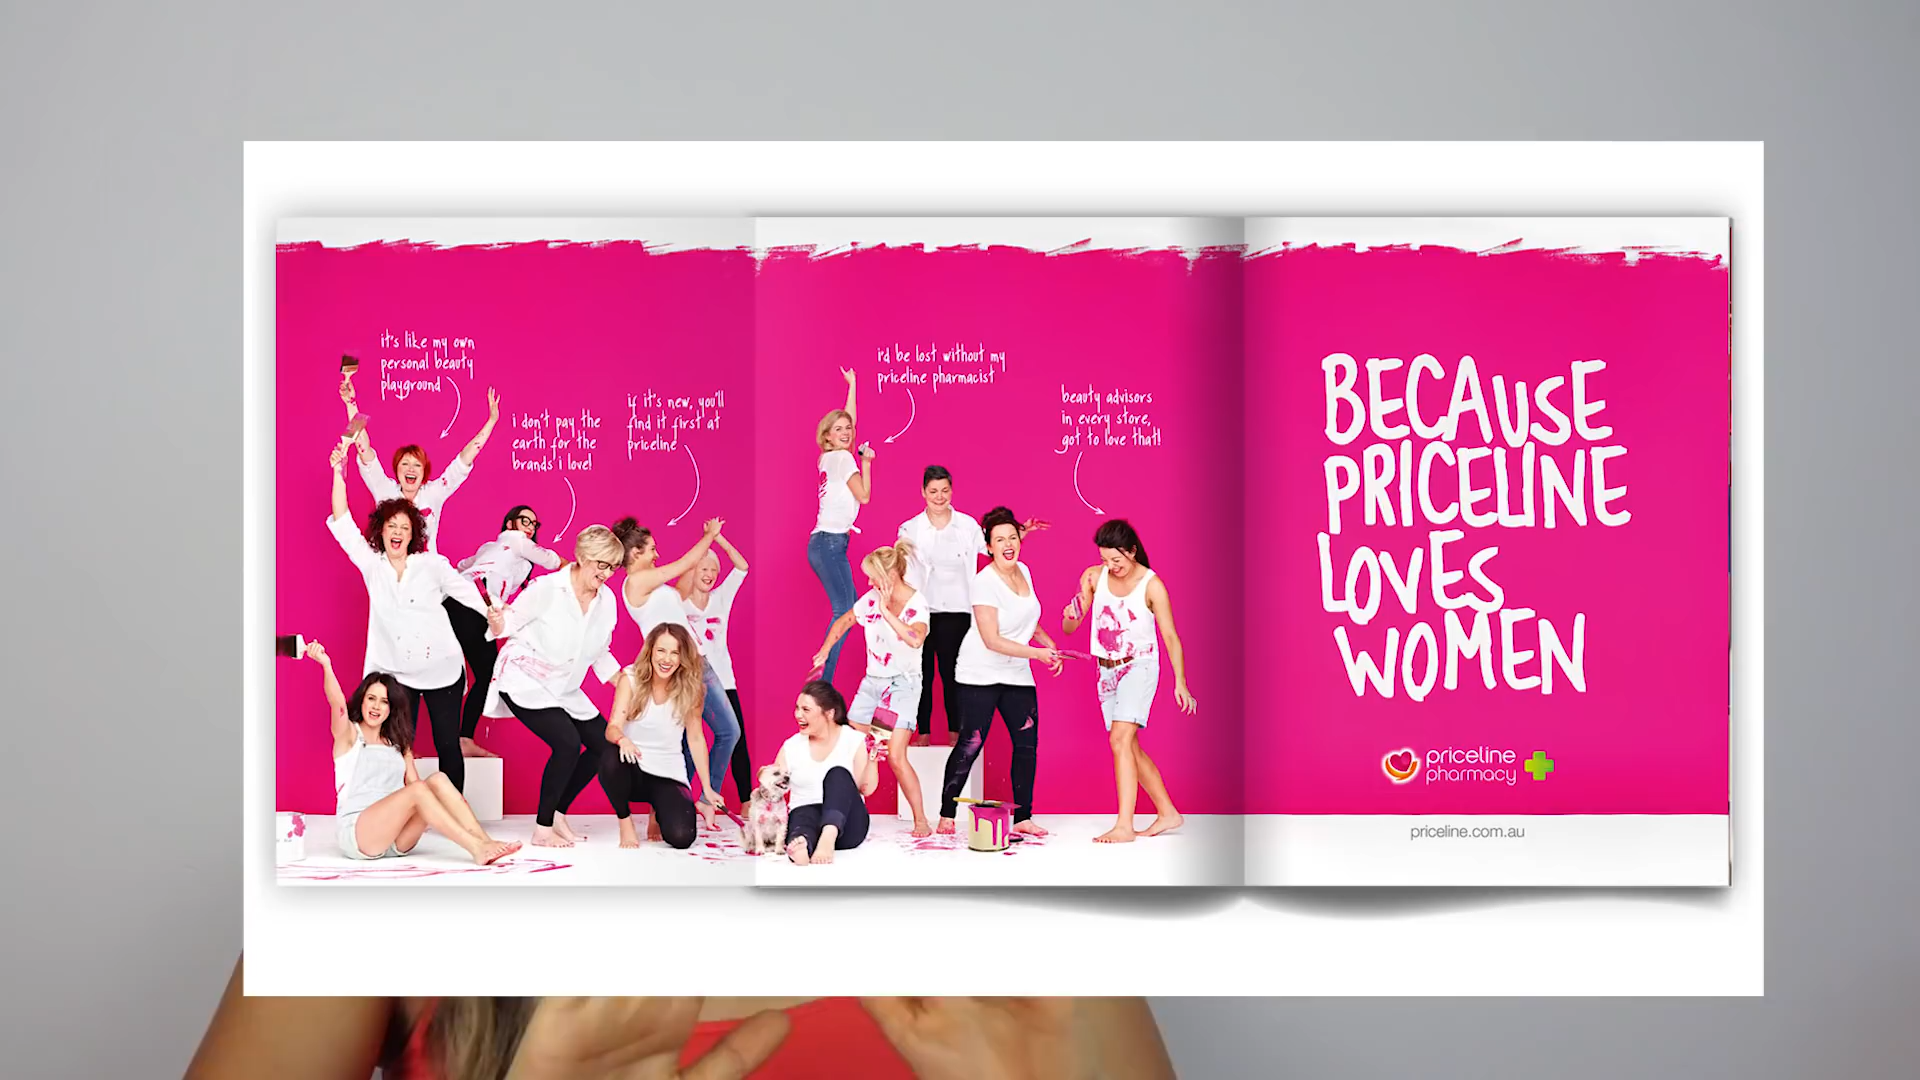 it's like my own
personal beauty
playground
i don't pay the
earth for the
brands i love!
if it's new, you'll
find it first at
priceline
i'd be lost without my
priceline pharmacist
beauty advisors
in every store,
got to love that!
BECAUSE
PRICELINE
LOVES
WOMEN
priceline
pharmacy
priceline.com.au